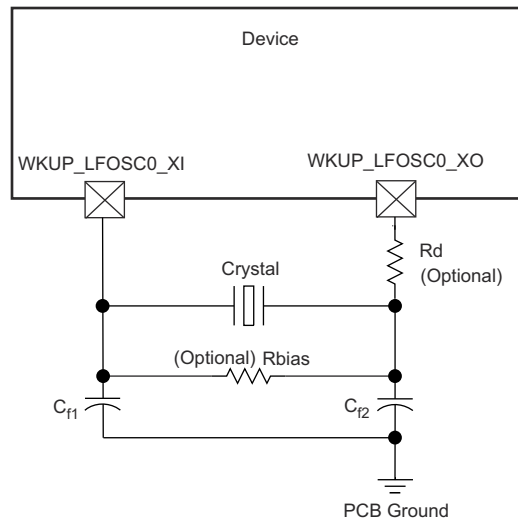 Device
WKUP_LFOSC0_XI
WKUP_LFOSC0_XO
Rd
(Optional)
Crystal
(Optional) Rbias
Cf1
Cf2
PCB Ground